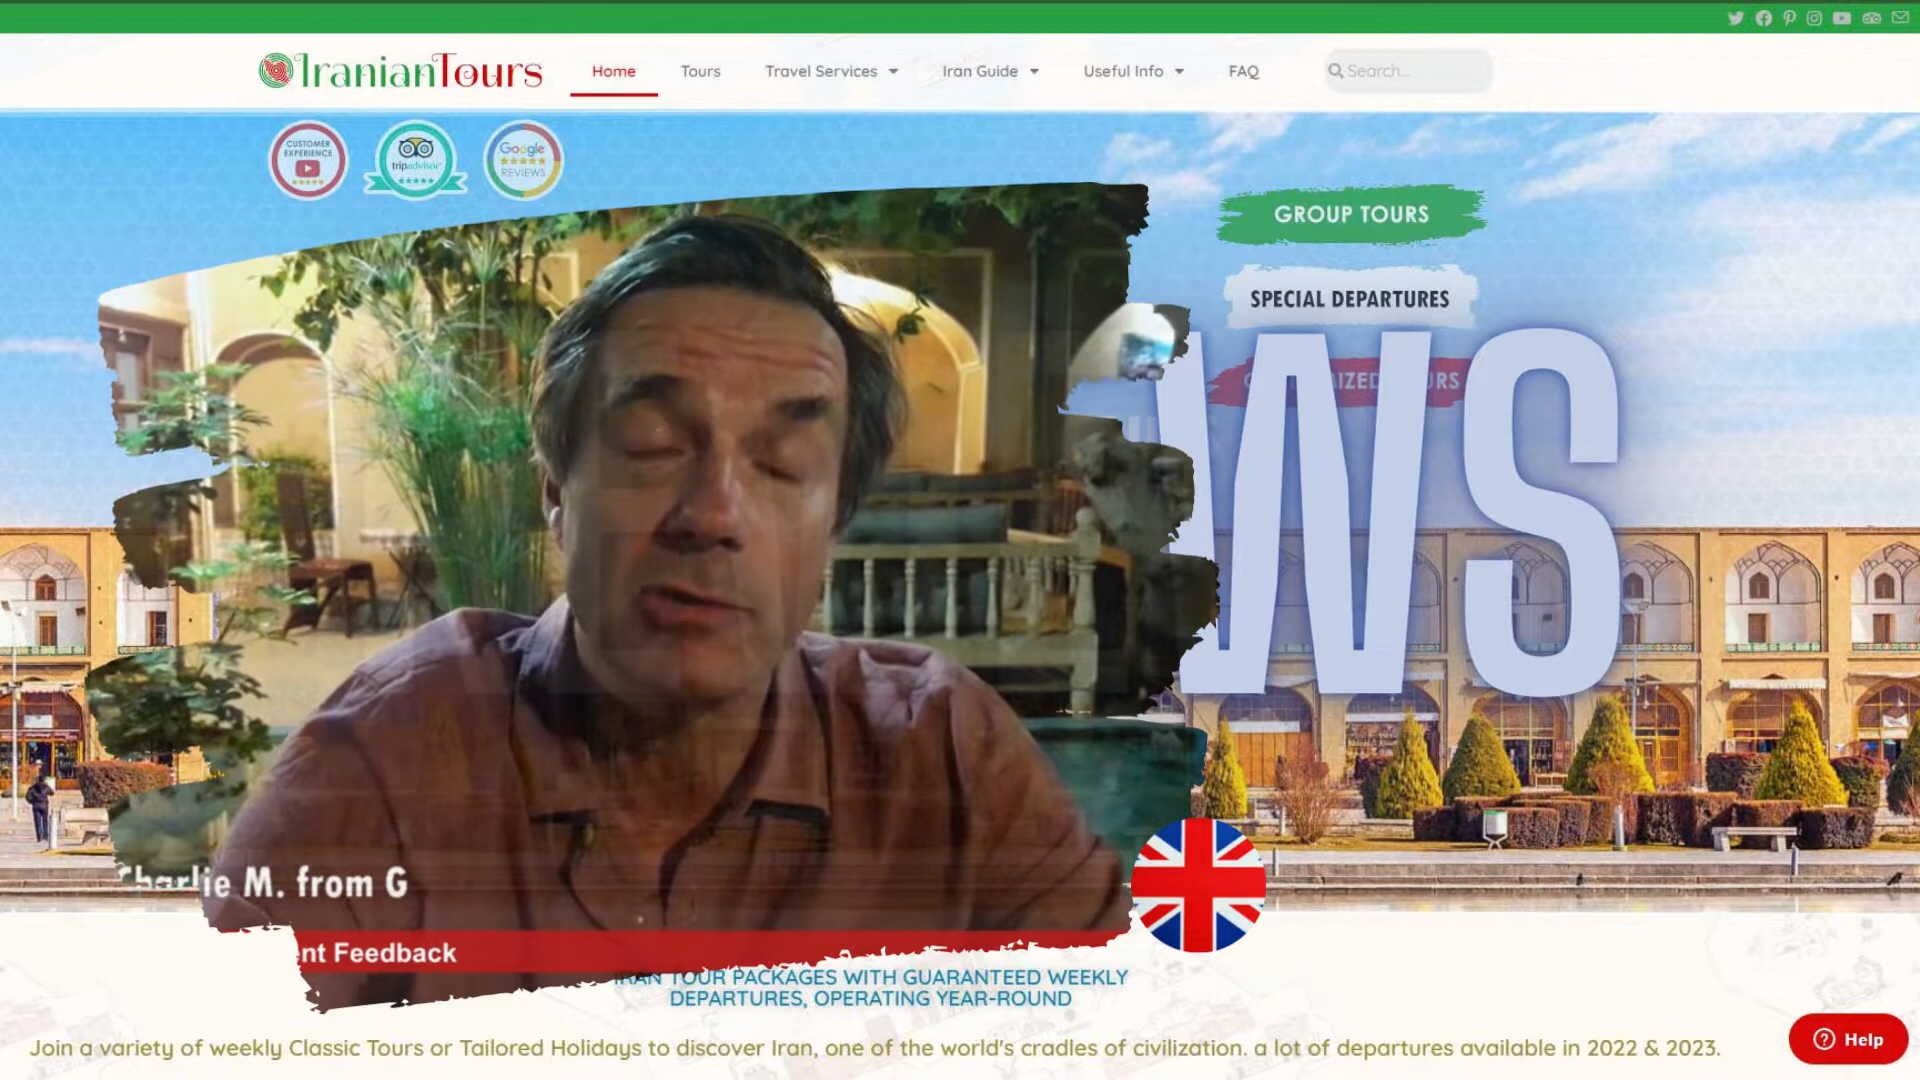 IranianTours
Home
Tours
Travel Services
Iran Guide
Useful Info
FAQ
Search...
CUSTOMER
EXPERIENCE
tripadvisor
Google
REVIEWS
GROUP TOURS
SPECIAL DEPARTURES
WS
Charlie M. from G
nt Feedback
IRAN TOUR PACKAGES WITH GUARANTEED WEEKLY
DEPARTURES, OPERATING YEAR-ROUND
Join a variety of weekly Classic Tours or Tailored Holidays to discover Iran, one of the world's cradles of civilization. a lot of departures available in 2022 & 2023.
Help